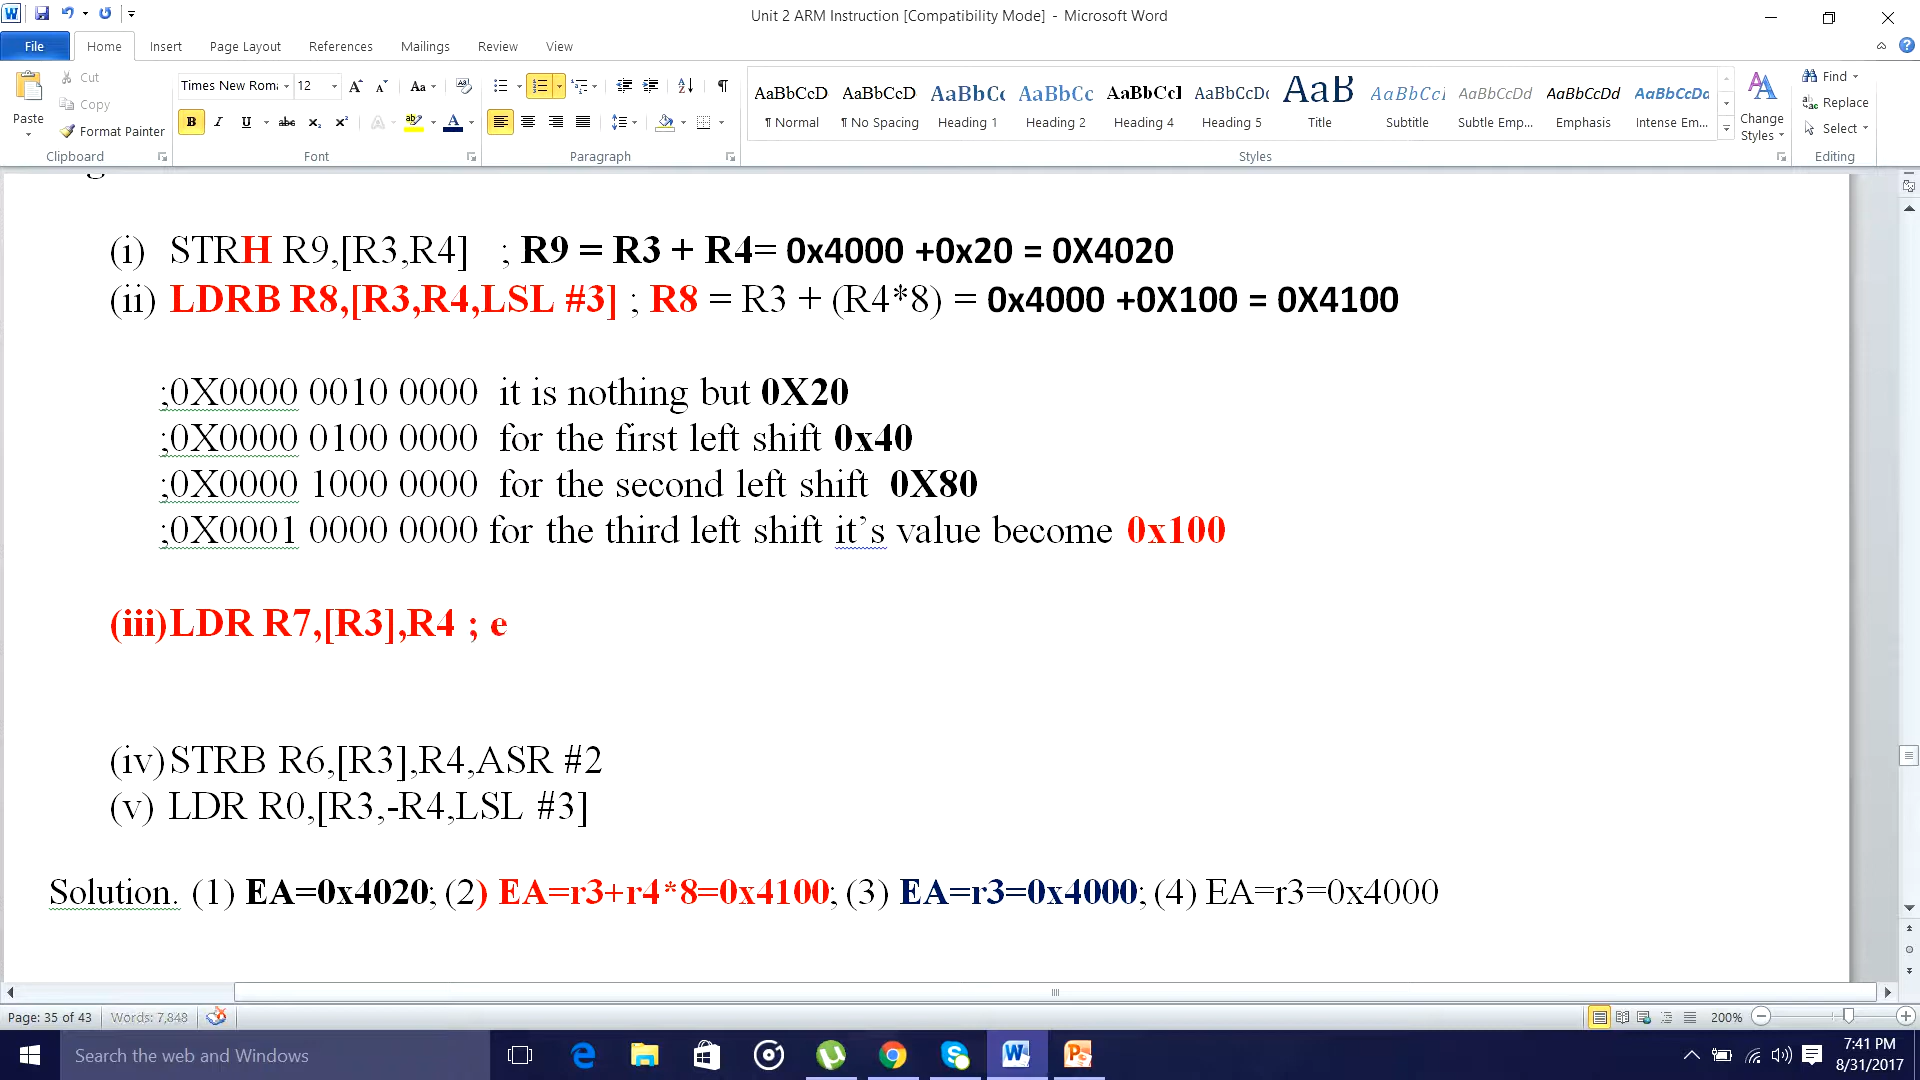 Unit 2 ARM Instruction [Compatibility Mode] - Microsoft Word
File Home Insert Page Layout References Mailings Review View
Cut
Copy
Format Painter
Paste
Clipboard
Times New Rom 12
Font
Paragraph
AaBbCcD AaBbCcD AaBbCc AaBbCc AaBbCcI AaBbCcDc AaB AaBbCcI AaBbCcDd AaBbCcDd AaBbCcDc
¶ Normal ¶ No Spacing Heading 1 Heading 2 Heading 4 Heading 5 Title Subtitle Subtle Emp... Emphasis Intense Em...
Styles
Change Styles
Find
Replace
Select
Editing
(i) STRH R9,[R3,R4] ; R9 = R3 + R4= 0x4000 +0x20 = 0X4020
(ii) LDRB R8,[R3,R4,LSL #3] ; R8 = R3 + (R4*8) = 0x4000 +0X100 = 0X4100
;0X0000 0010 0000 it is nothing but 0X20
;0X0000 0100 0000 for the first left shift 0x40
;0X0000 1000 0000 for the second left shift 0X80
;0X0001 0000 0000 for the third left shift it’s value become 0x100
(iii)LDR R7,[R3],R4 ; e
(iv)STRB R6,[R3],R4,ASR #2
(v) LDR R0,[R3,-R4,LSL #3]
Solution. (1) EA=0x4020; (2) EA=r3+r4*8=0x4100; (3) EA=r3=0x4000; (4) EA=r3=0x4000
Page: 35 of 43 Words: 7,848 200%
Search the web and Windows
7:41 PM
8/31/2017